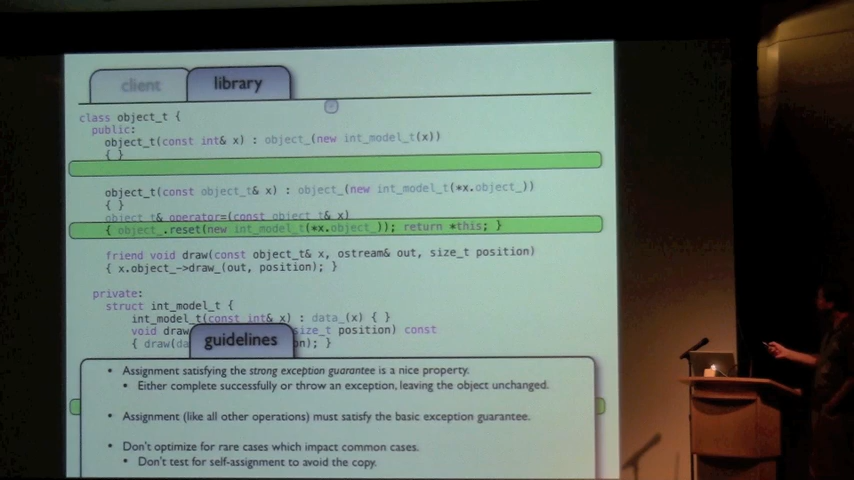 client
library
class object_t {
public:
object_t(const int& x) : object_(new int_model_t(x))
{ }
object_t(const object_t& x) : object_(new int_model_t(*x.object_))
{ }
object_t& operator=(const object_t& x)
{ object_.reset(new int_model_t(*x.object_)); return *this; }
friend void draw(const object_t& x, ostream& out, size_t position)
{ x.object_->draw_(out, position); }
private:
struct int_model_t {
int_model_t(const int& x) : data_(x) { }
void draw size_t position) const
{ draw(da on); }
guidelines
• Assignment satisfying the strong exception guarantee is a nice property.
• Either complete successfully or throw an exception, leaving the object unchanged.
• Assignment (like all other operations) must satisfy the basic exception guarantee.
• Don't optimize for rare cases which impact common cases.
• Don't test for self-assignment to avoid the copy.